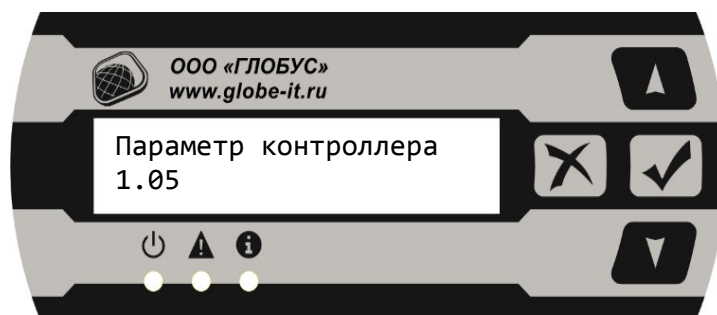 ООО «ГЛОБУС»
www.globe-it.ru
Параметр контроллера
1.05